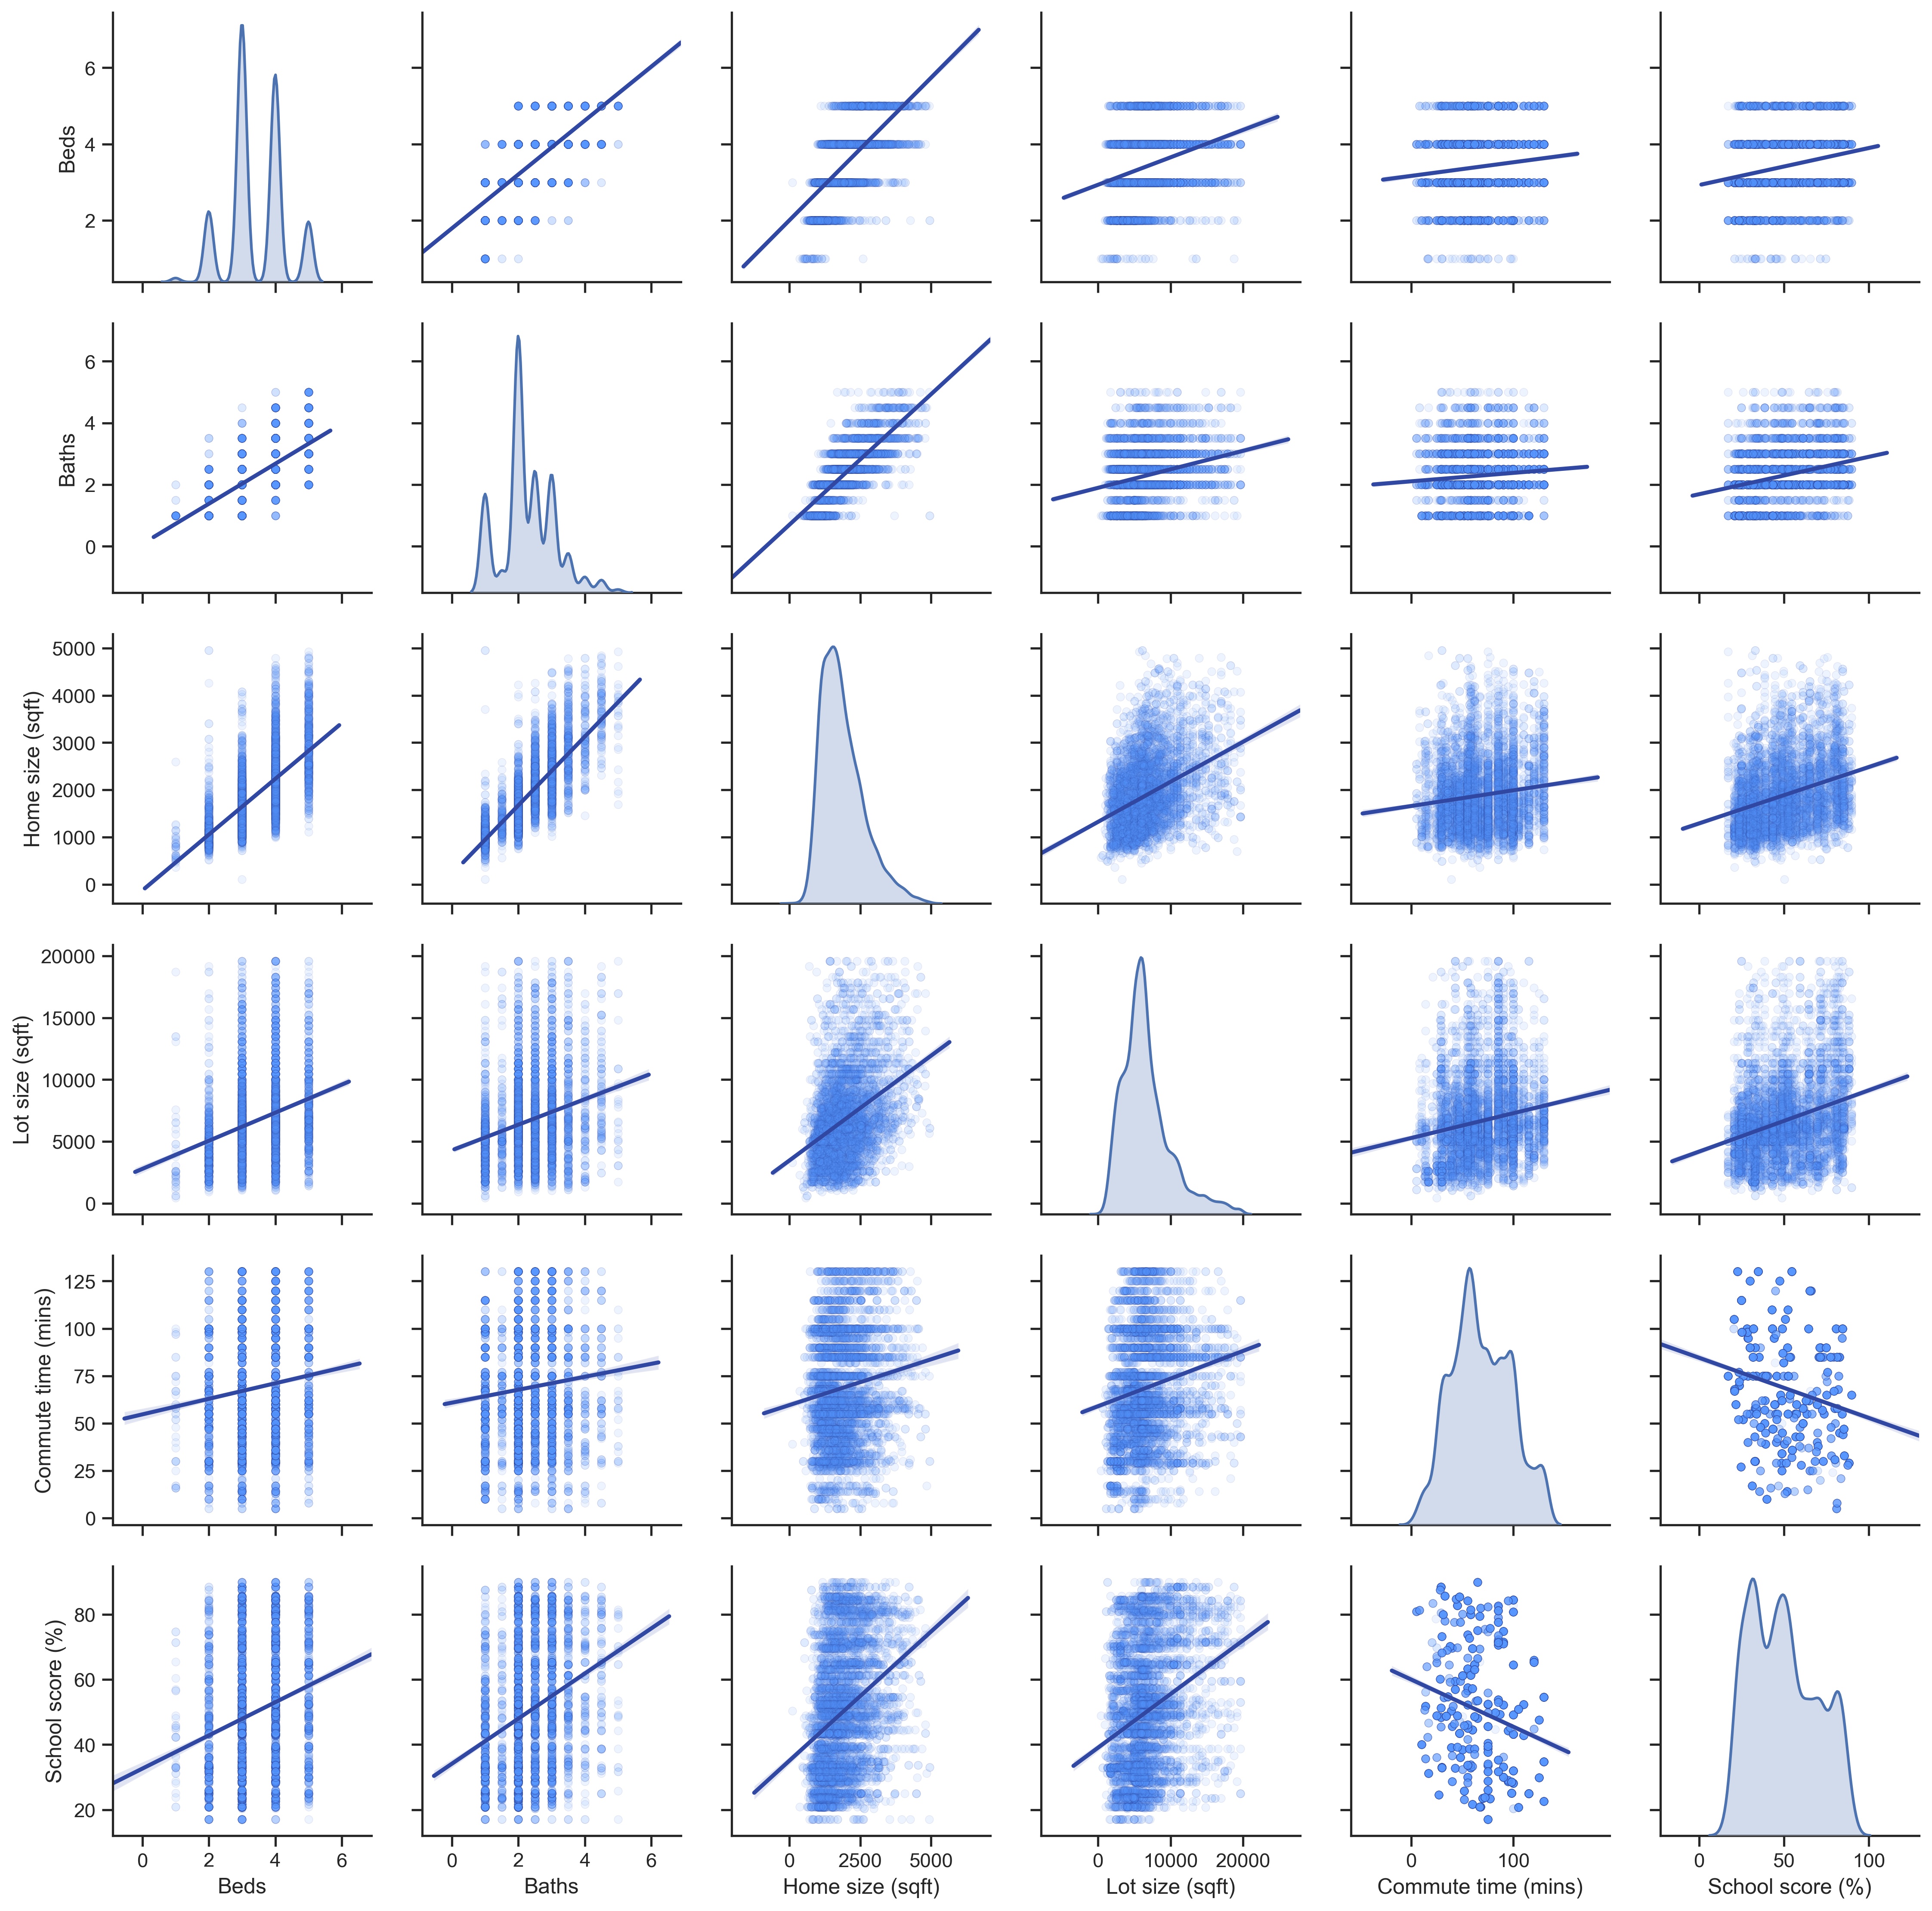 6
4
2
Beds
6
4
2
0
Baths
5000
4000
3000
2000
1000
0
Home size (sqft)
20000
15000
10000
5000
0
Lot size (sqft)
125
100
75
50
25
0
Commute time (mins)
80
60
40
20
School score (%)
0 2 4 6
0 2 4 6
0 2500 5000
0 10000 20000
0 100
0 50 100
Beds
Baths
Home size (sqft)
Lot size (sqft)
Commute time (mins)
School score (%)